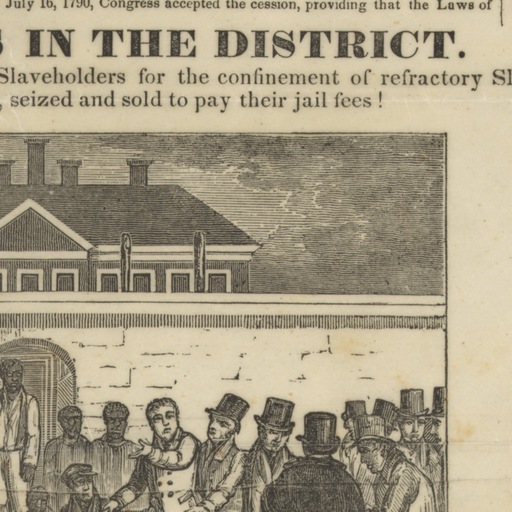 July 16, 1790, Congress accepted the cession, providing that the Laws of
IN THE DISTRICT.
Slaveholders for the confinement of refractory Sl
, seized and sold to pay their jail fees!